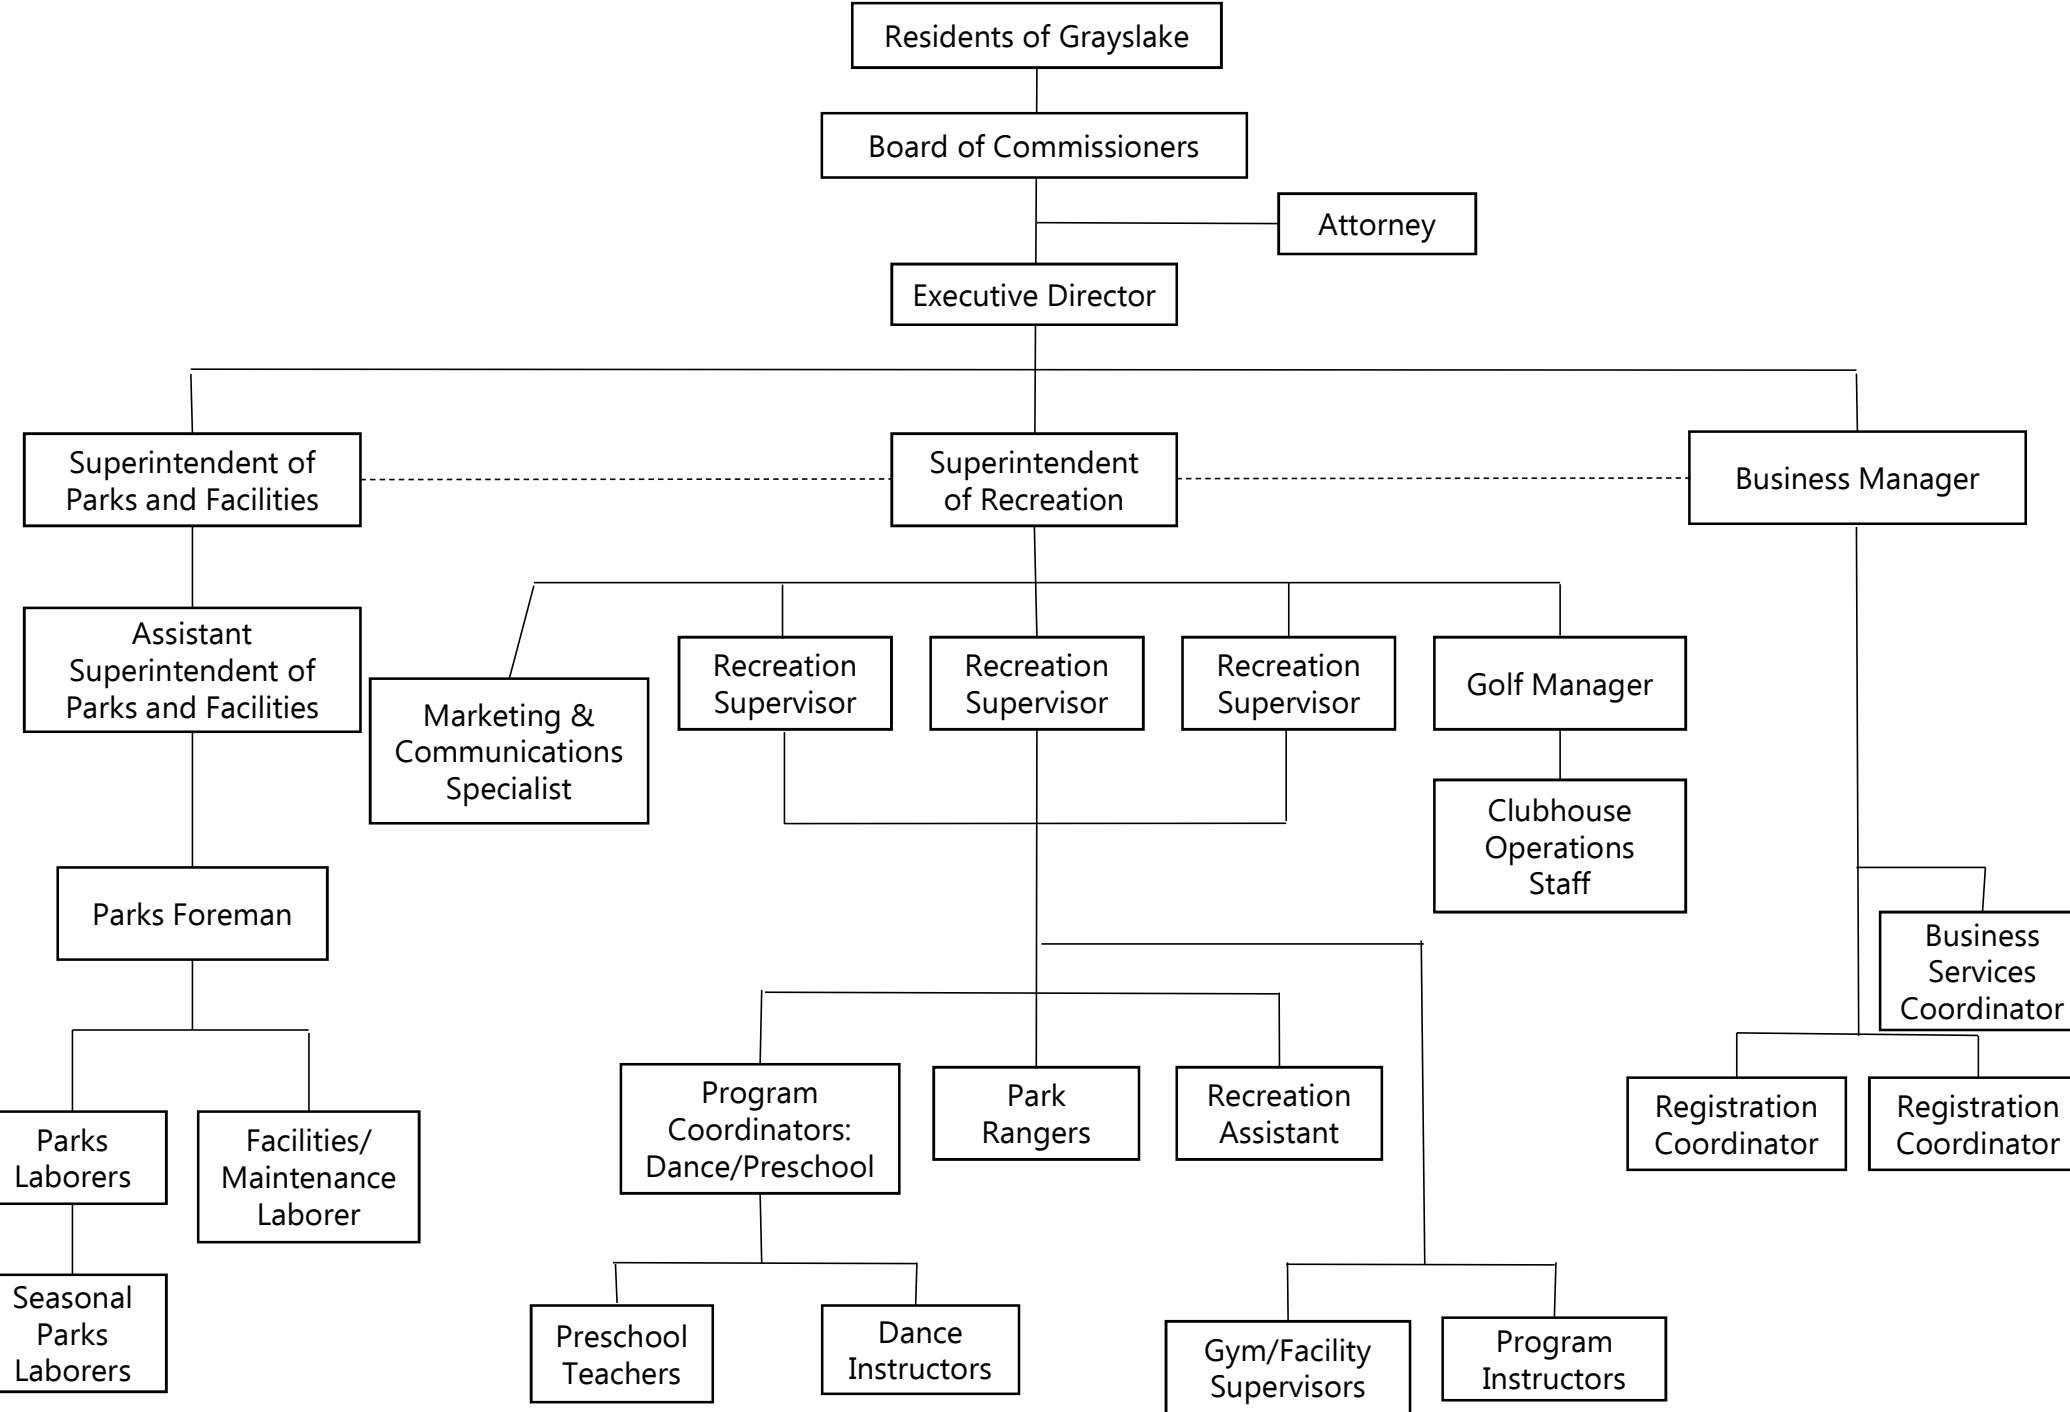 Residents of Grayslake
Board of Commissioners
Attorney
Executive Director
Superintendent of
Parks and Facilities
Superintendent
of Recreation
Business Manager
Assistant
Superintendent of
Parks and Facilities
Marketing &
Communications
Specialist
Recreation
Supervisor
Recreation
Supervisor
Recreation
Supervisor
Golf Manager
Clubhouse
Operations
Staff
Parks Foreman
Business
Services
Coordinator
Parks
Laborers
Facilities/
Maintenance
Laborer
Program
Coordinators:
Dance/Preschool
Park
Rangers
Recreation
Assistant
Registration
Coordinator
Registration
Coordinator
Seasonal
Parks
Laborers
Preschool
Teachers
Dance
Instructors
Gym/Facility
Supervisors
Program
Instructors